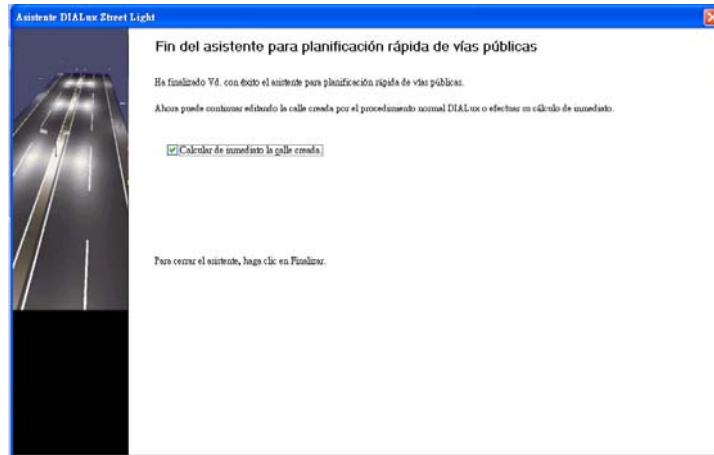 Asistente DIALux Street Light
Fin del asistente para planificación rápida de vías públicas
Ha finalizado Vd. con éxito el asistente para planificación rápida de vías públicas.
Ahora puede continuar editando la calle creada por el procedimiento normal DIALux o efectuar su cálculo de inmediato.
Calcular de inmediato la calle creada.
Para cerrar el asistente, haga clic en Finalizar.